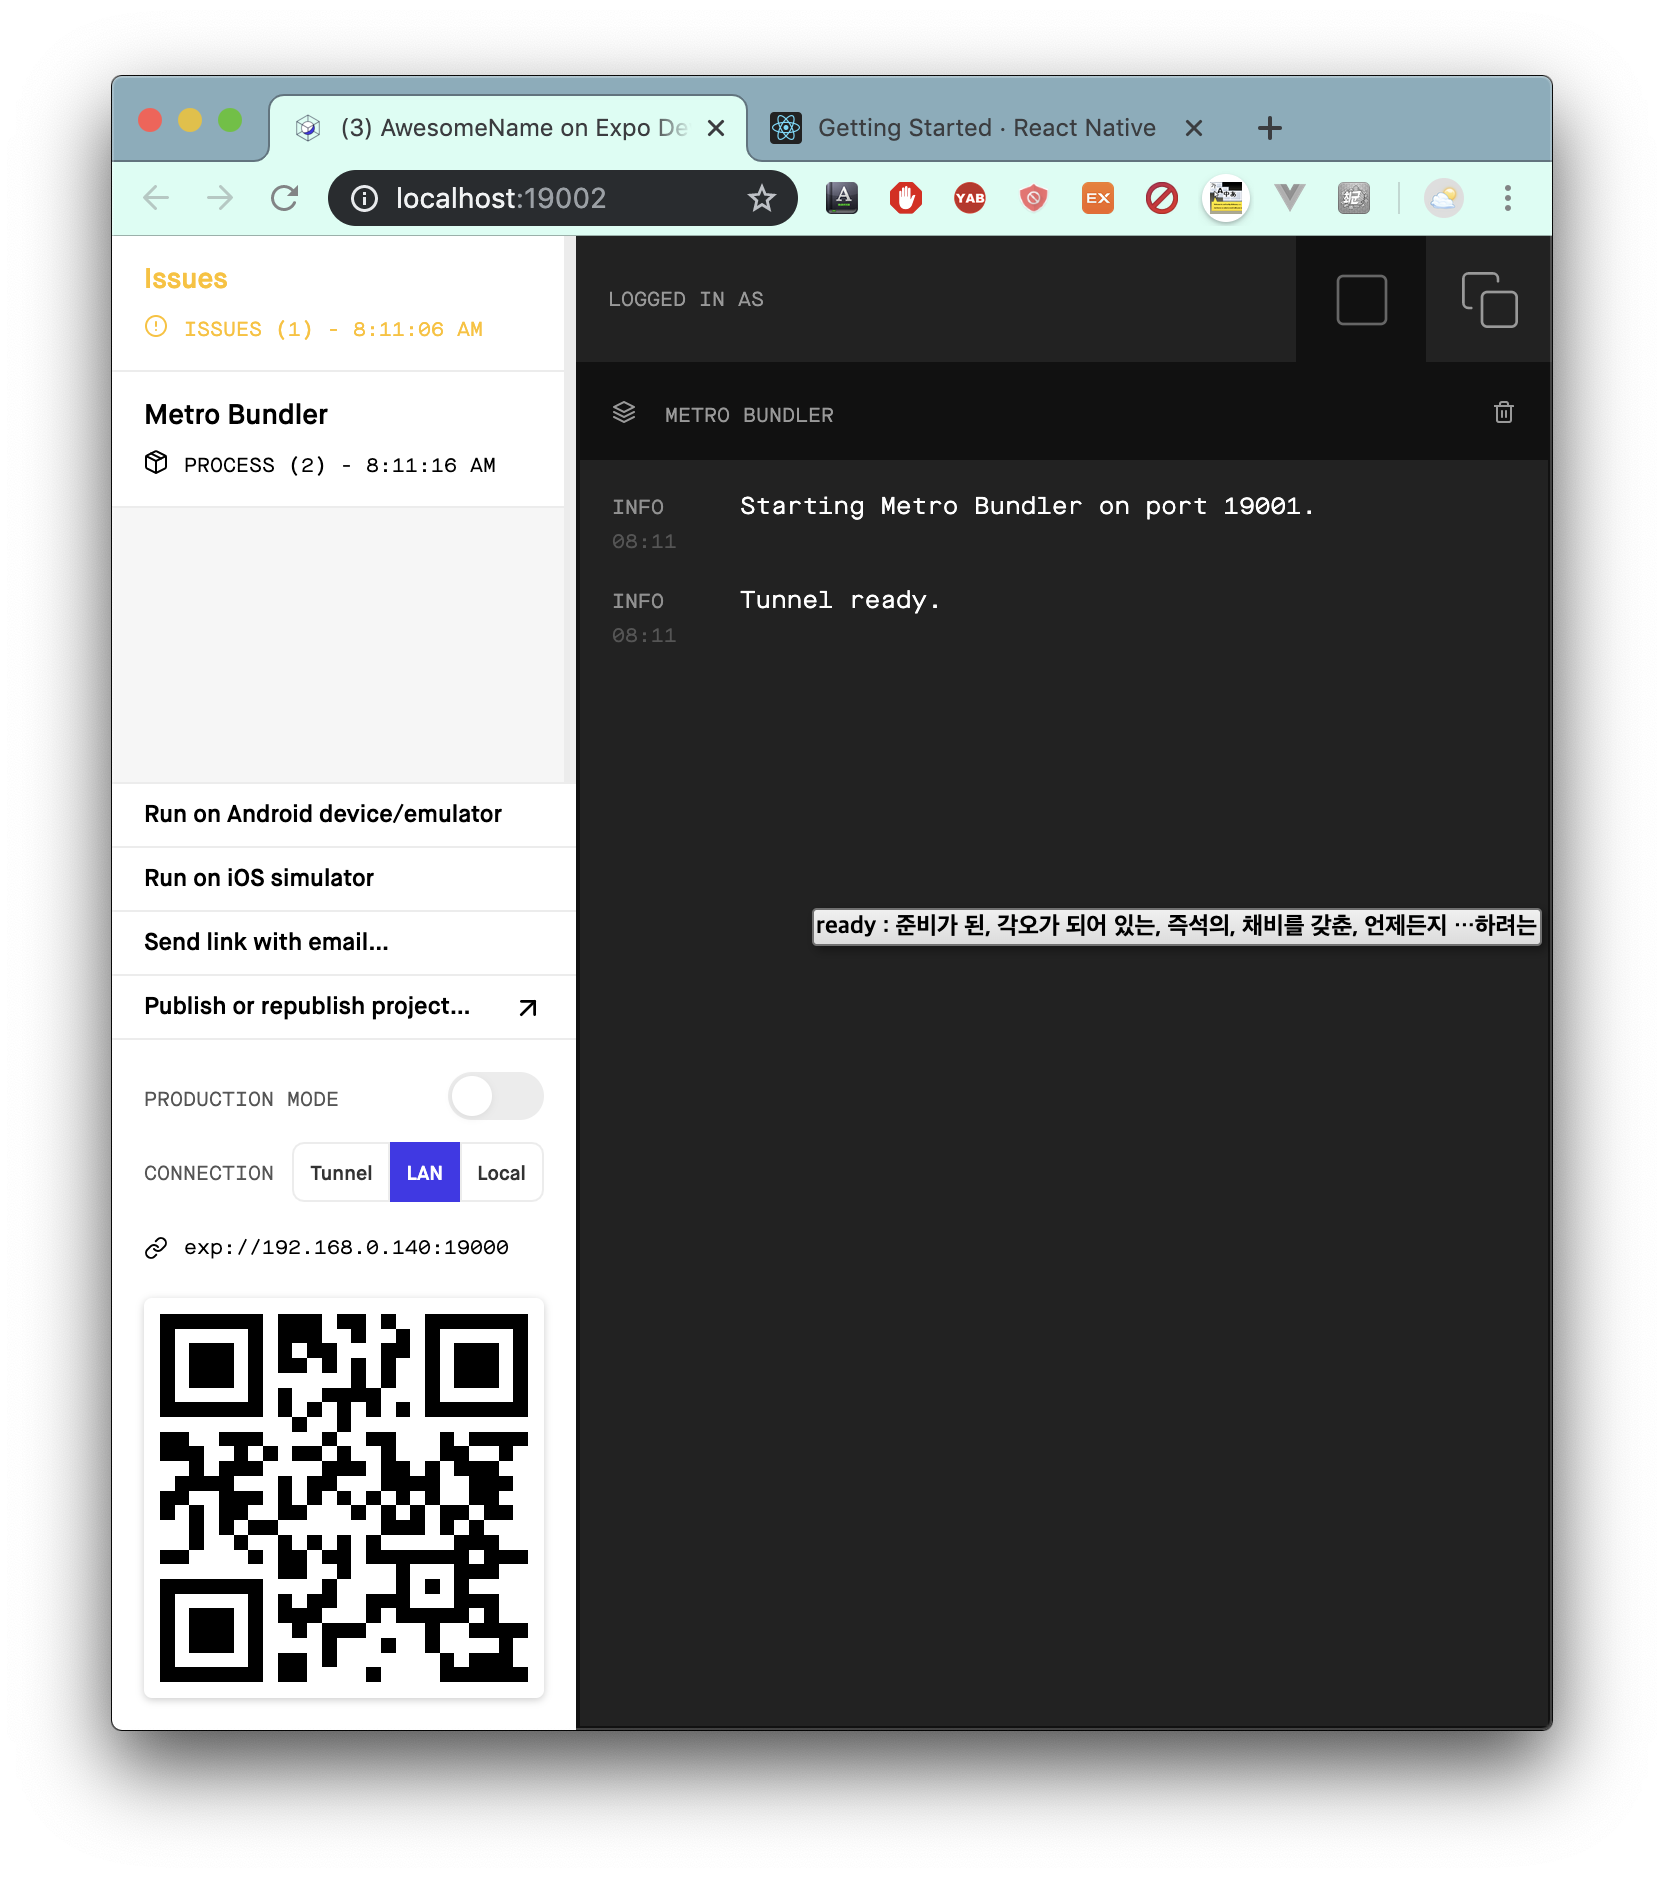 (3) AwesomeName on Expo De
Getting Started · React Native
localhost:19002
A
YAB
EX
Issues
ISSUES (1) - 8:11:06 AM
Metro Bundler
PROCESS (2) - 8:11:16 AM
Run on Android device/emulator
Run on iOS simulator
Send link with email...
Publish or republish project...
PRODUCTION MODE
CONNECTION
Tunnel
LAN
Local
exp://192.168.0.140:19000
LOGGED IN AS
METRO BUNDLER
INFO
Starting Metro Bundler on port 19001.
08:11
INFO
Tunnel ready.
08:11
ready : 준비가 된, 각오가 되어 있는, 즉석의, 채비를 갖춘, 언제든지 …하려는